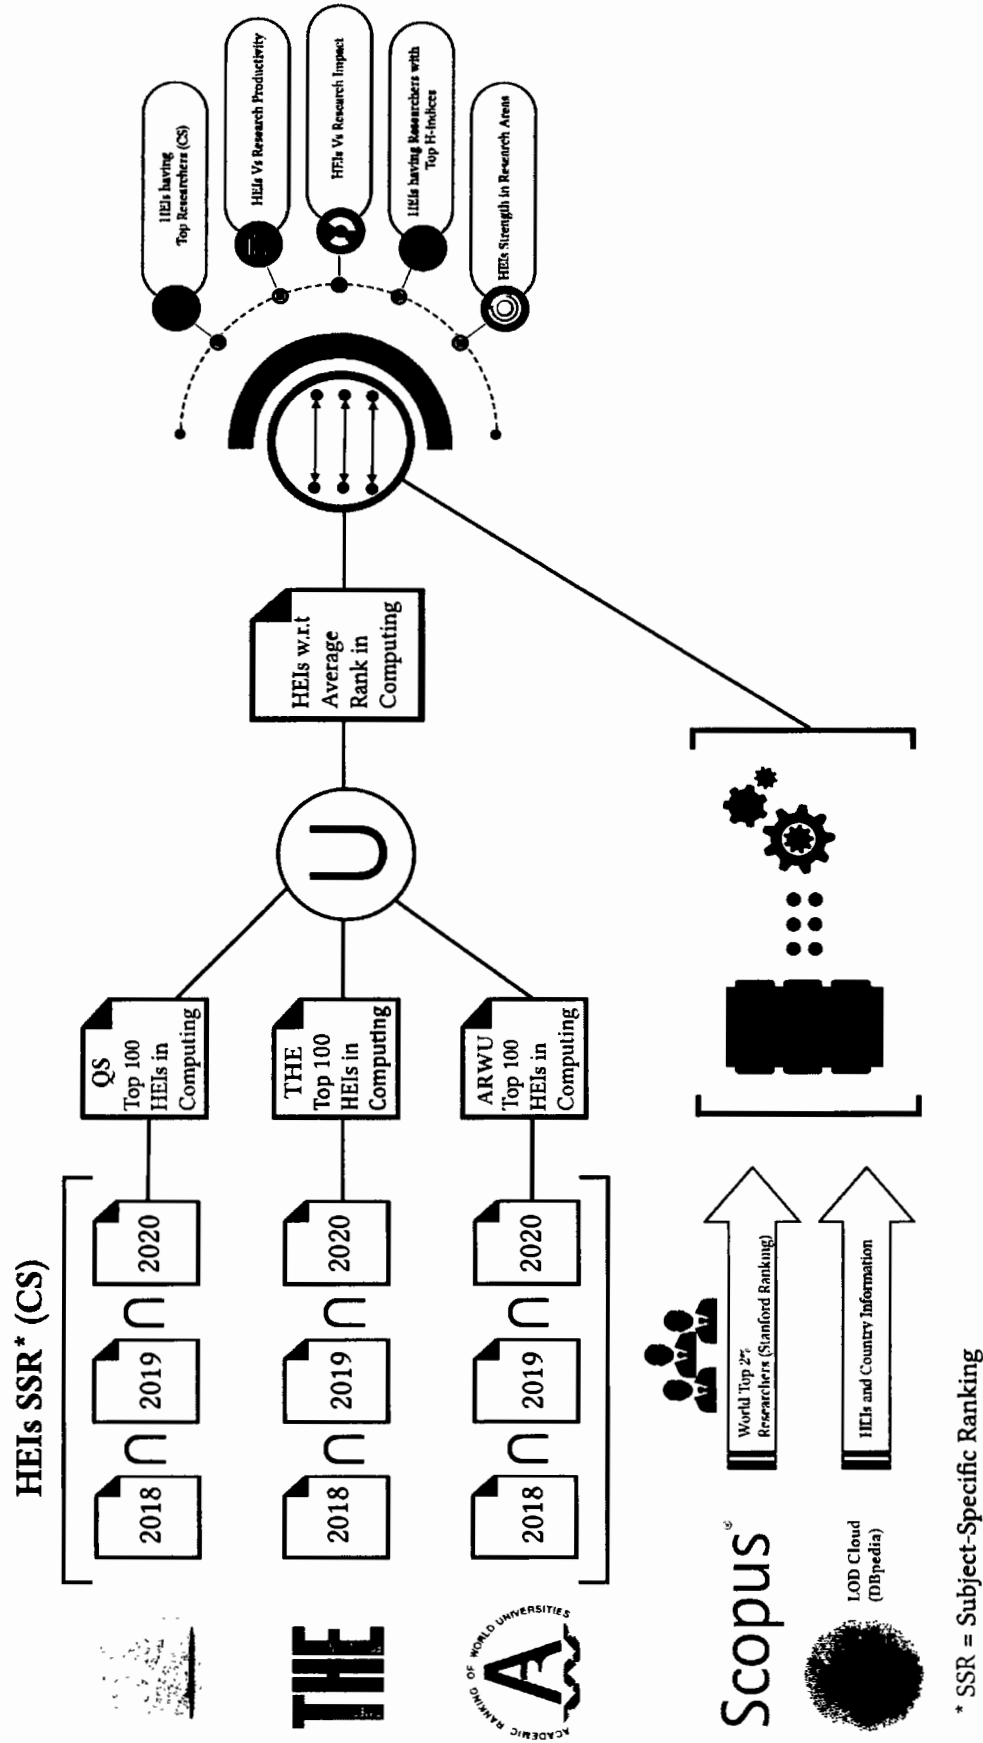 HEIs SSR* (CS)
2018
U
2019
U
2020
QS
Top 100
HEIs in
Computing
THE
2018
U
2019
U
2020
THE
Top 100
HEIs in
Computing
ACADEMIC RANKING OF WORLD UNIVERSITIES
2018
U
2019
U
2020
ARWU
Top 100
HEIs in
Computing
U
HEIs w.r.t
Average
Rank in
Computing
HEIs having
Top Researchers (CS)
HEIs Vs Research Productivity
HEIs Vs Research Impact
HEIs having Researchers with
Top H-Indices
HEIs Strength in Research Areas
Scopus®
World Top 2%
Researchers (Stanford Ranking)
LOD Cloud
(DBpedia)
HEIs and Country Information
* SSR = Subject-Specific Ranking